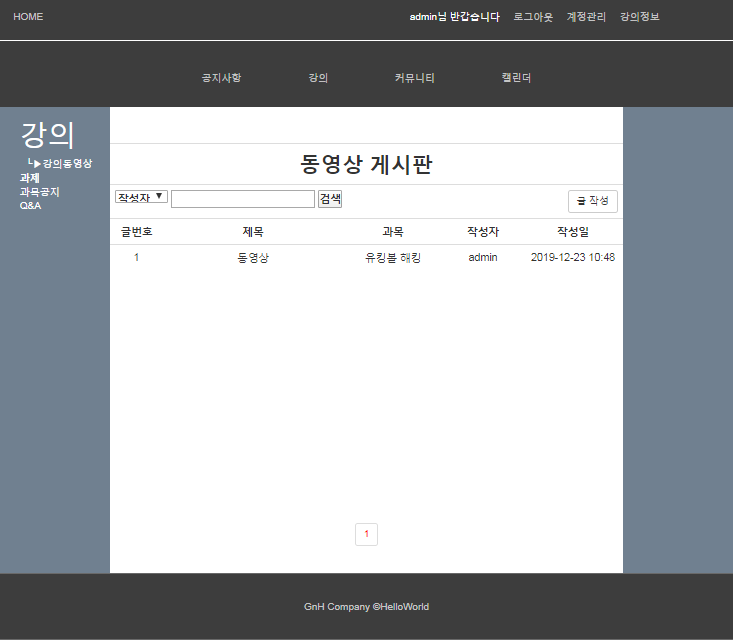 HOME admin님 반갑습니다 로그아웃 계정관리 강의정보
공지사항 강의 커뮤니티 캘린더
강의
└▶강의동영상
과제
과목공지
Q&A
동영상 게시판
작성자 ▼ 검색 글 작성
글번호 제목 과목 작성자 작성일
1 동영상 유킹볼 해킹 admin 2019-12-23 10:48
1
GnH Company ©HelloWorld